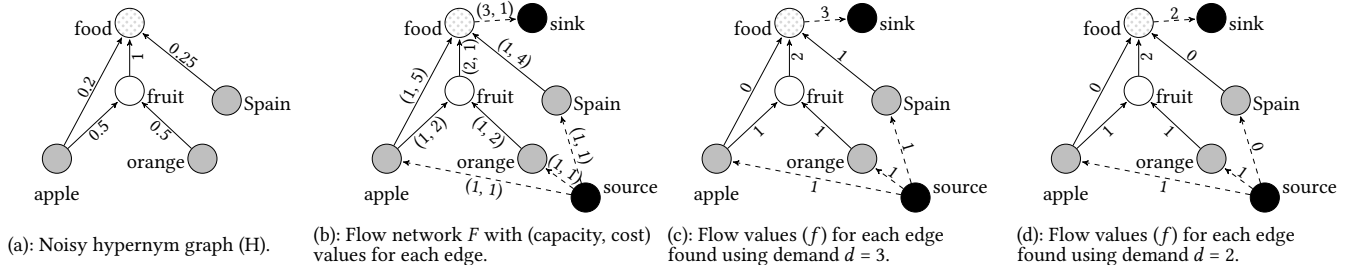 food
0.2
1
0.25
fruit
Spain
0.5
0.5
apple
orange
(a): Noisy hypernym graph (H).
(3, 1)
food
sink
(1, 5)
(2, 1)
(1, 4)
fruit
Spain
(1, 2)
(1, 2)
(1, 1)
orange
(1, 1)
apple
(1, 1)
source
(b): Flow network F with (capacity, cost)
values for each edge.
3
food
sink
0
2
1
fruit
Spain
1
1
1
orange
1
apple
1
source
(c): Flow values (f) for each edge
found using demand d = 3.
2
food
sink
0
2
0
fruit
Spain
1
1
0
orange
1
apple
1
source
(d): Flow values (f) for each edge
found using demand d = 2.